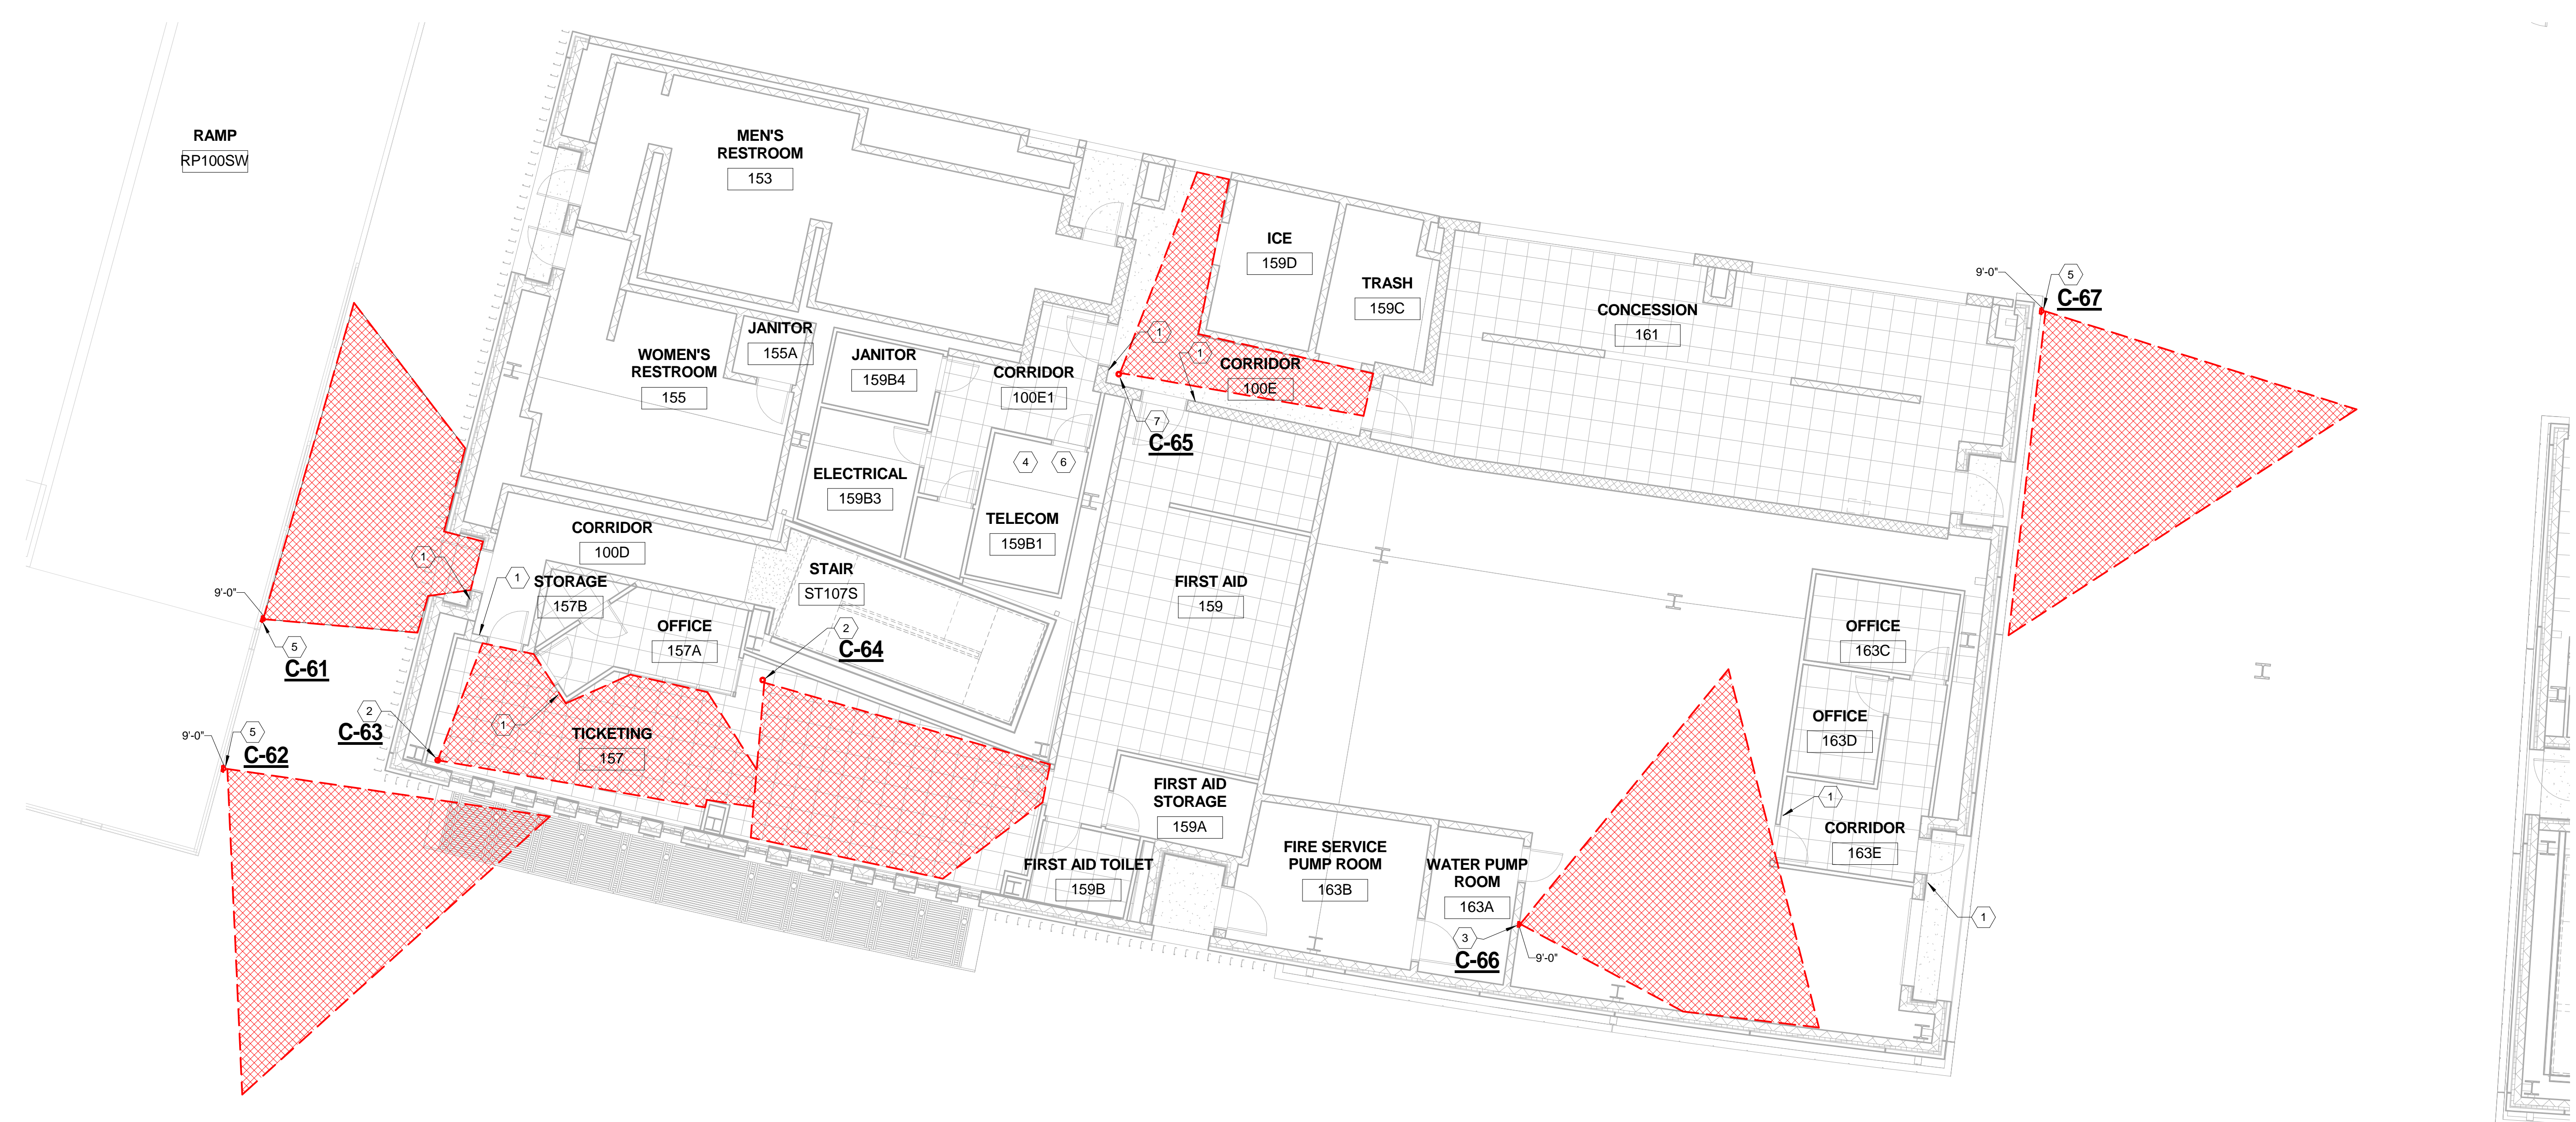 RAMP
RP100SW
MEN'S
RESTROOM
153
ICE
159D
TRASH
159C
CONCESSION
161
9'-0"
5
C-67
JANITOR
155A
WOMEN'S
RESTROOM
155
JANITOR
159B4
CORRIDOR
100E1
1
1
CORRIDOR
100E
7
C-65
4
6
ELECTRICAL
159B3
TELECOM
159B1
CORRIDOR
100D
1
1
STORAGE
157B
STAIR
ST107S
FIRST AID
159
9'-0"
5
C-61
OFFICE
157A
2
C-64
OFFICE
163C
2
C-63
1
TICKETING
157
9'-0"
5
C-62
OFFICE
163D
FIRST AID
STORAGE
159A
1
CORRIDOR
163E
FIRST AID TOILET
159B
FIRE SERVICE
PUMP ROOM
163B
WATER PUMP
ROOM
163A
1
3
C-66
9'-0"